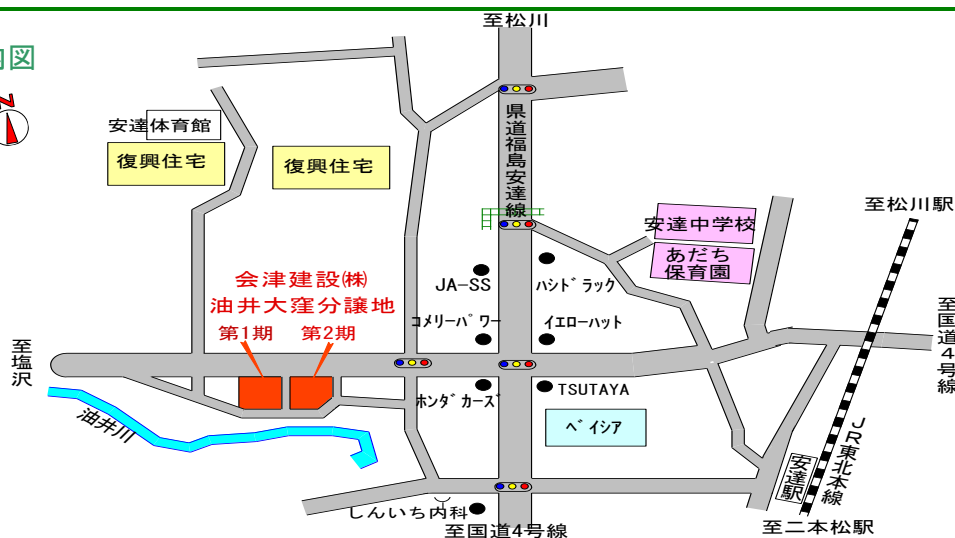 至松川
内図
N
県道福島安達線
安達体育館
復興住宅
復興住宅
至松川駅
安達中学校
あだち
保育園
JA-SS
ﾊｼﾄﾞﾗｯｸ
会津建設㈱
油井大窪分譲地
第1期
第2期
ｺﾒﾘｰﾊﾟﾜｰ
ｲｴﾛｰﾊｯﾄ
至国道4号線
至塩沢
ﾎﾝﾀﾞｶｰｽﾞ
TSUTAYA
ﾍﾞｲｼｱ
油井川
JR東北本線
安達駅
しんいち内科
至国道4号線
至二本松駅